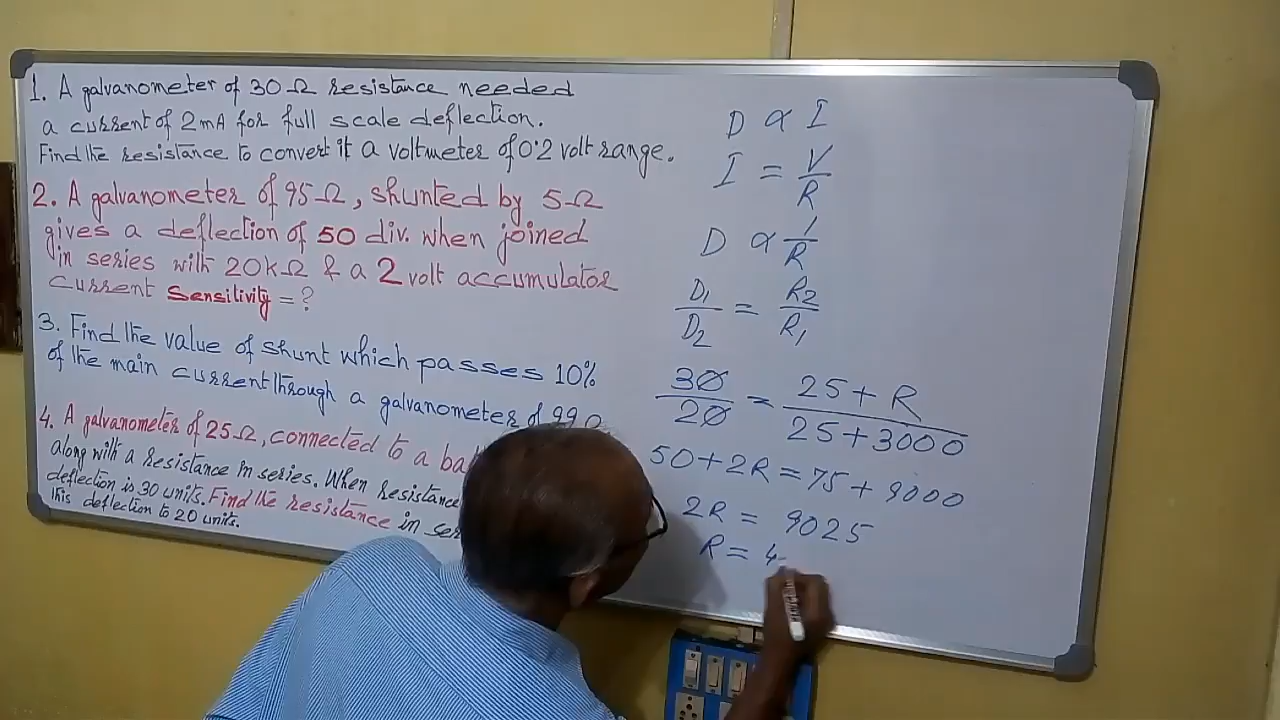 1. A galvanometer of 30 Ω resistance needed
a current of 2 mA for full scale deflection.
Find the resistance to convert it a voltmeter of 0.2 volt range.
2. A galvanometer of 95 Ω, shunted by 5 Ω
gives a deflection of 50 div. when joined
in series with 20kΩ & a 2 volt accumulator
current Sensitivity = ?
3. Find the value of shunt which passes 10%
of the main current through a galvanometer of 99 Ω
4. A galvanometer of 25 Ω, connected to a
along with a resistance in series. When resistance
deflection is 30 units. Find the resistance in
this deflection to 20 units.
D ∝ I
I = V/R
D ∝ 1/R
D1/D2 = R2/R1
30/20 = 25+R/25+3000
50+2R = 75+9000
2R = 9025
R = 4